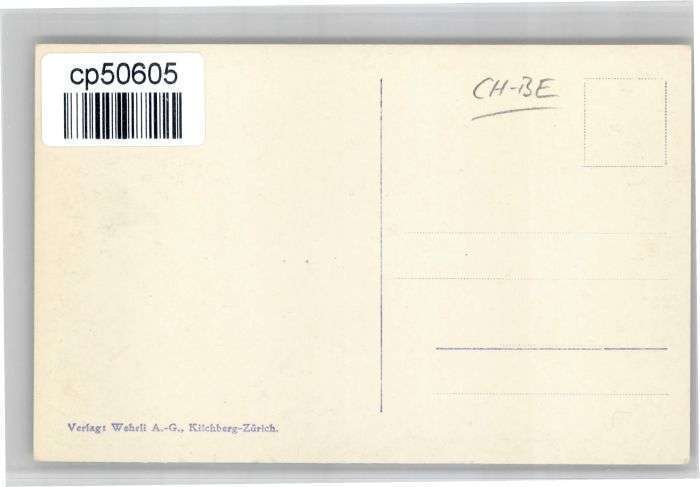 cp50605
CH-BE
Verlag: Wehrli A.-G., Kilchberg-Zürich.